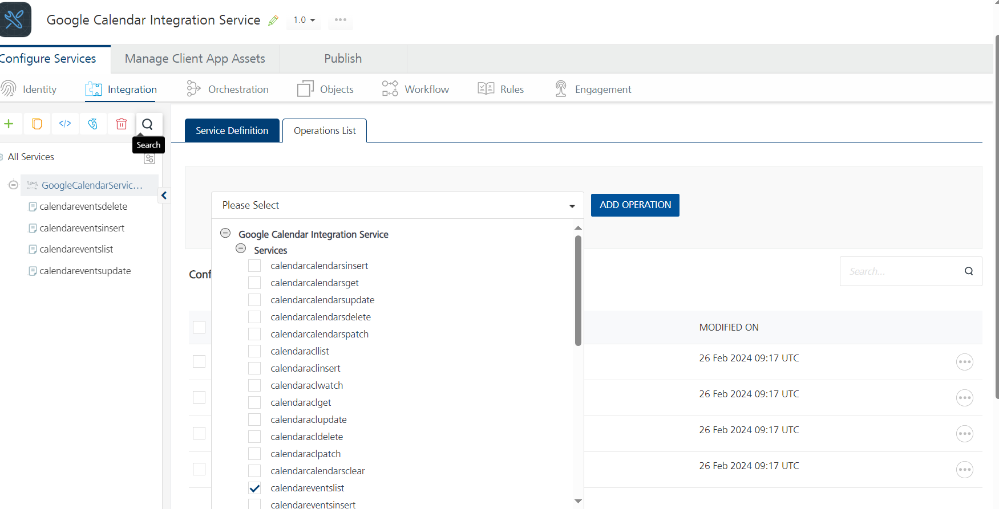 Google Calendar Integration Service 1.0
Configure Services Manage Client App Assets Publish
Identity Integration Orchestration Objects Workflow Rules Engagement
Service Definition Operations List
Search
All Services
GoogleCalendarServic...
calendareventsdelete
calendareventsinsert
calendareventslist
calendareventsupdate
Please Select ADD OPERATION
Google Calendar Integration Service
Services
calendarcalendarsinsert
calendarcalendarsget
calendarcalendarsupdate
calendarcalendarsdelete
calendarcalendarspatch
calendaracllist
calendaraclinsert
calendaraclwatch
calendaraclget
calendaraclupdate
calendaracldelete
calendaraclpatch
calendarcalendarsclear
calendareventslist
calendareventsinsert
Conf
Search...
MODIFIED ON
26 Feb 2024 09:17 UTC
26 Feb 2024 09:17 UTC
26 Feb 2024 09:17 UTC
26 Feb 2024 09:17 UTC